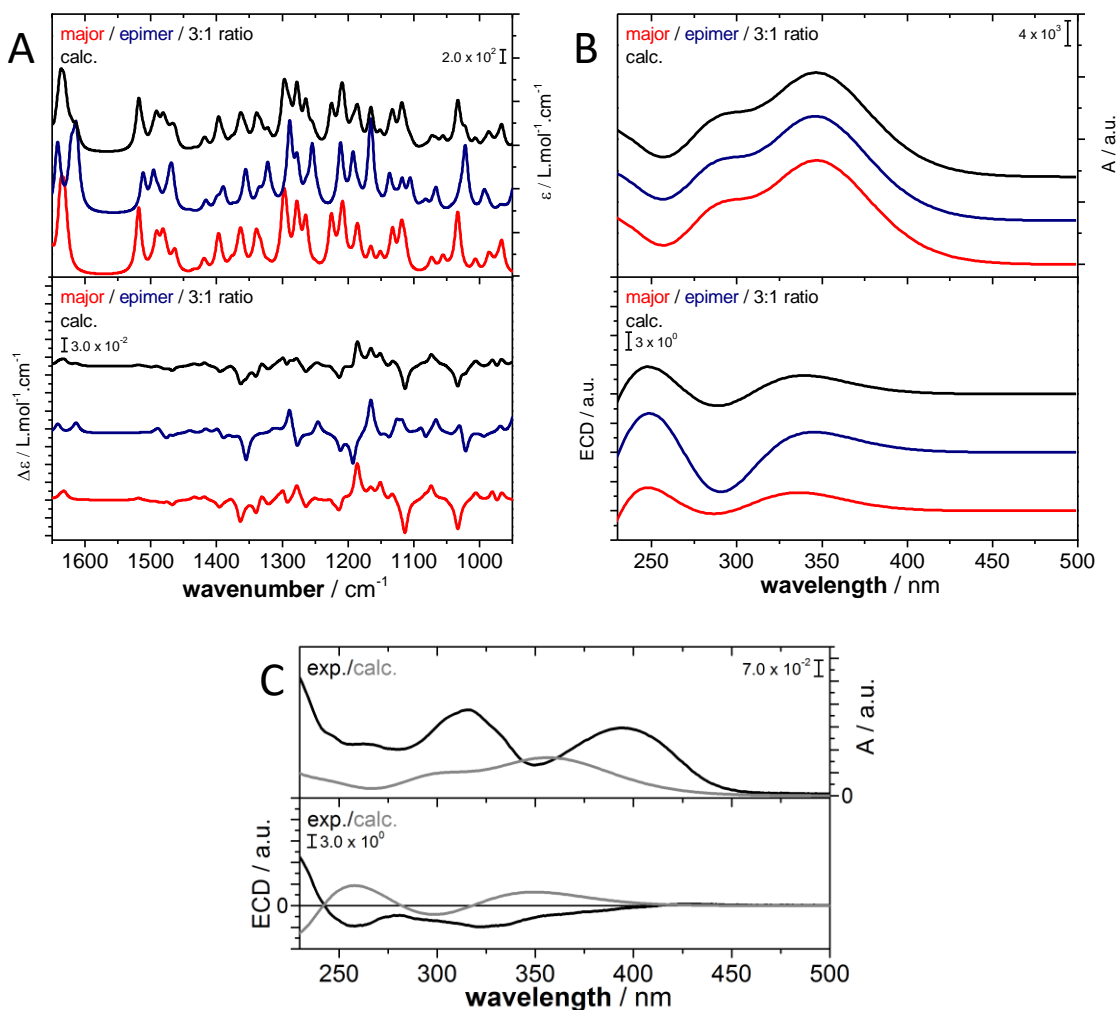 A
major / epimer / 3:1 ratio
calc.
2.0 x 10²
ε / L.mol⁻¹.cm⁻¹
major / epimer / 3:1 ratio
calc.
3.0 x 10⁻²
Δε / L.mol⁻¹.cm⁻¹
1600 1500 1400 1300 1200 1100 1000
wavenumber / cm⁻¹
B
major / epimer / 3:1 ratio
calc.
4 x 10³
A / a.u.
major / epimer / 3:1 ratio
calc.
3 x 10⁰
ECD / a.u.
250 300 350 400 450 500
wavelength / nm
C
exp./calc.
7.0 x 10⁻²
A / a.u.
0
exp./calc.
3.0 x 10⁰
ECD / a.u.
0
250 300 350 400 450 500
wavelength / nm